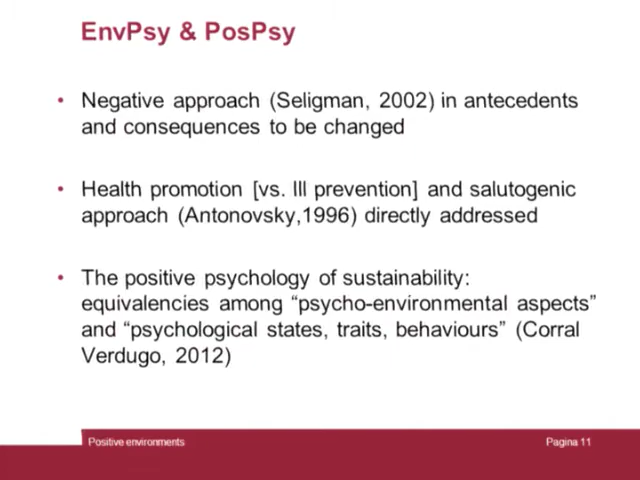 EnvPsy & PosPsy
• Negative approach (Seligman, 2002) in antecedents
and consequences to be changed
• Health promotion [vs. Ill prevention] and salutogenic
approach (Antonovsky,1996) directly addressed
• The positive psychology of sustainability:
equivalencies among “psycho-environmental aspects”
and “psychological states, traits, behaviours” (Corral
Verdugo, 2012)
Positive environments
Pagina 11